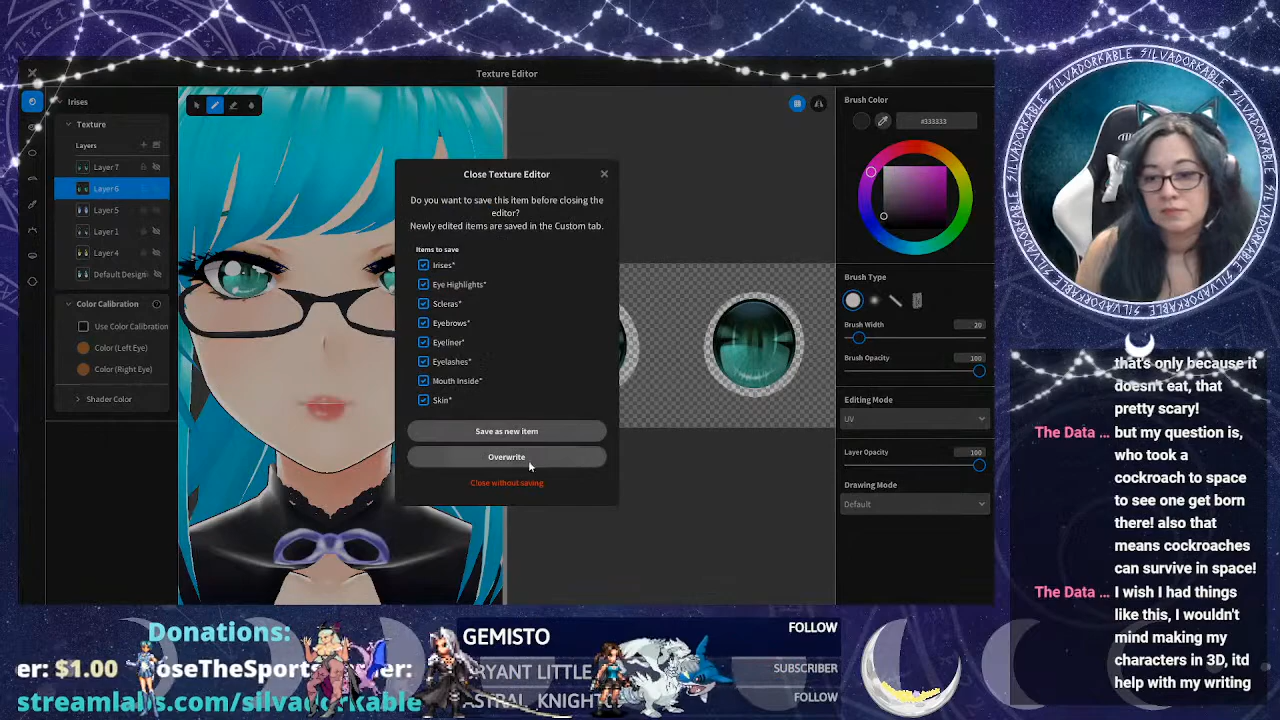 Texture Editor
Irises
Texture
Layers
Layer 7
Layer 6
Layer 5
Layer 1
Layer 4
Default Design
Color Calibration
Use Color Calibration
Color (Left Eye)
Color (Right Eye)
Shader Color
Close Texture Editor
Do you want to save this item before closing the
editor?
Newly edited items are saved in the Custom tab.
Items to save
Irises*
Eye Highlights*
Scleras*
Eyebrows*
Eyeliner*
Eyelashes*
Mouth Inside*
Skin*
Save as new item
Overwrite
Close without saving
Brush Color
#333333
Brush Type
Brush Width
20
Brush Opacity
100
Editing Mode
UV
Layer Opacity
100
Drawing Mode
Default
SILVADORKABLE
that's only because it
doesn't eat, that
pretty scary!
The Data ... but my question is,
who took a
cockroach to space
to see one get born
there! also that
means cockroaches
can survive in space!
The Data ... I wish I had things
like this, I wouldn't
mind making my
characters in 3D, itd
help with my writing
Donations:
er: $1.00
streamlabs.com/silvadorkable
GEMISTO
FOLLOW
RYANT LITTLE
SUBSCRIBER
FOLLOW